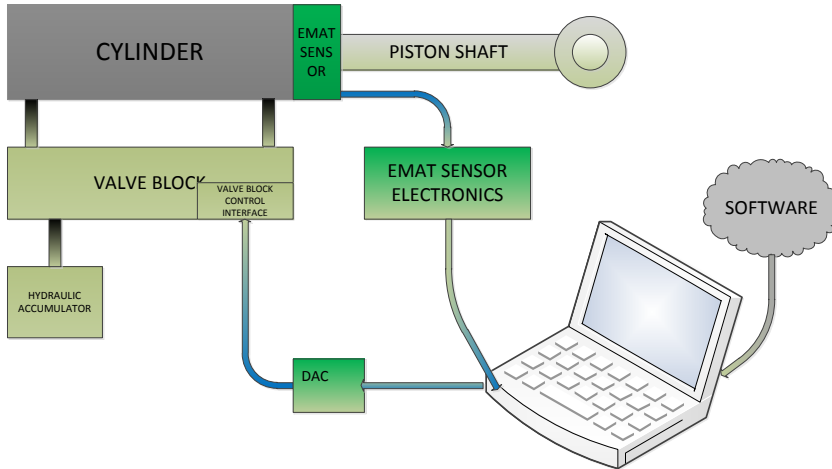 CYLINDER
EMAT
SENS
OR
PISTON SHAFT
VALVE BLOCK
VALVE BLOCK
CONTROL
INTERFACE
EMAT SENSOR
ELECTRONICS
SOFTWARE
HYDRAULIC
ACCUMULATOR
DAC